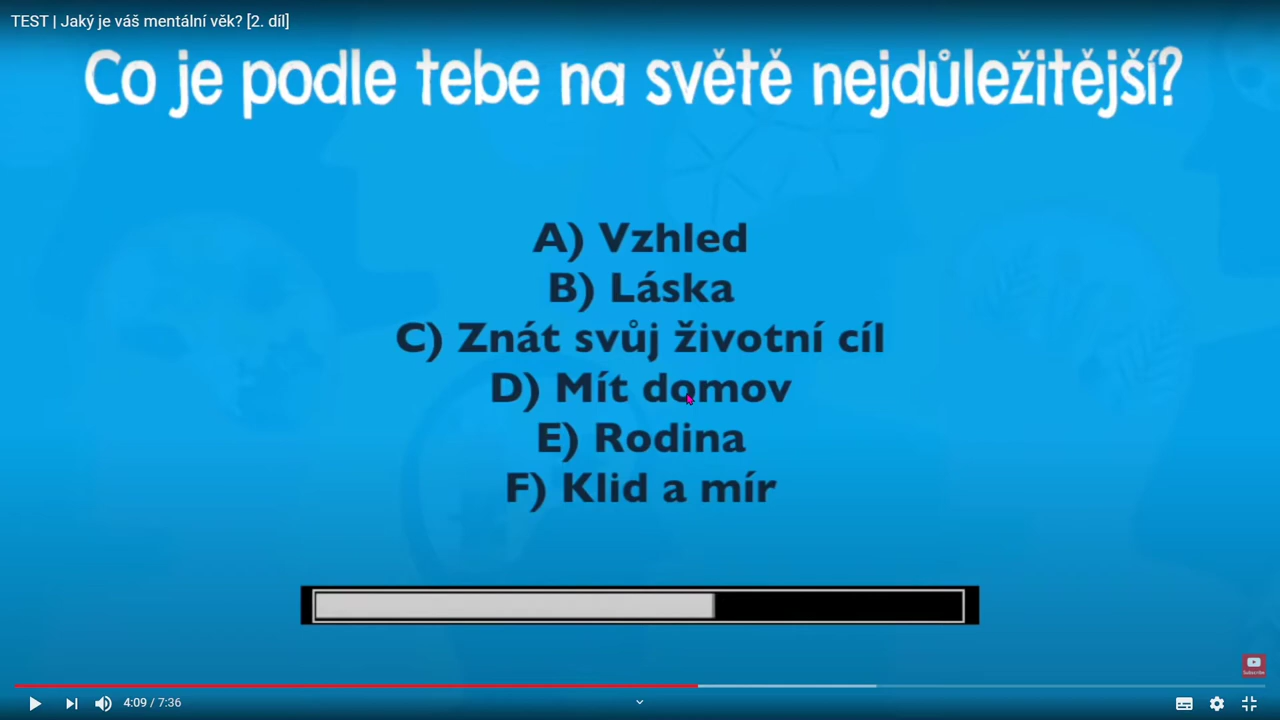 TEST | Jaký je váš mentální věk? [2. díl]
Co je podle tebe na světě nejdůležitější?
A) Vzhled
B) Láska
C) Znát svůj životní cíl
D) Mít domov
E) Rodina
F) Klid a mír
Subscribe
4:09 / 7:36